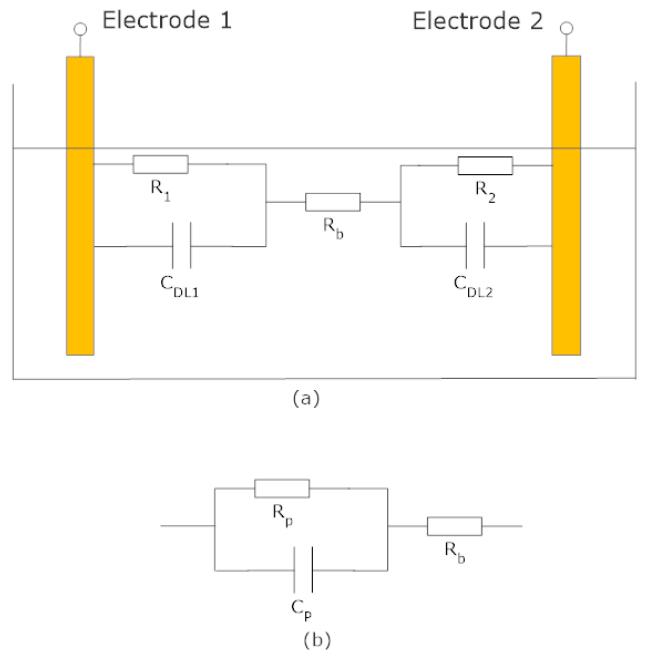 Electrode 1
Electrode 2
R1
R2
Rb
CDL1
CDL2
(a)
Rp
Rb
Cp
(b)